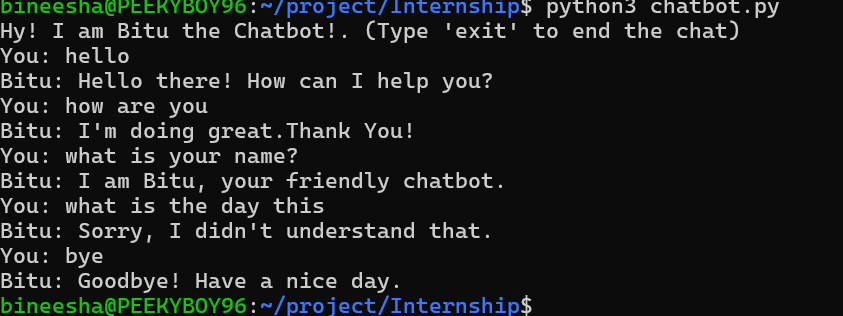 bineesha@PEEKYBOY96:~/project/Internship$ python3 chatbot.py
Hy! I am Bitu the Chatbot!. (Type 'exit' to end the chat)
You: hello
Bitu: Hello there! How can I help you?
You: how are you
Bitu: I'm doing great.Thank You!
You: what is your name?
Bitu: I am Bitu, your friendly chatbot.
You: what is the day this
Bitu: Sorry, I didn't understand that.
You: bye
Bitu: Goodbye! Have a nice day.
bineesha@PEEKYBOY96:~/project/Internship$